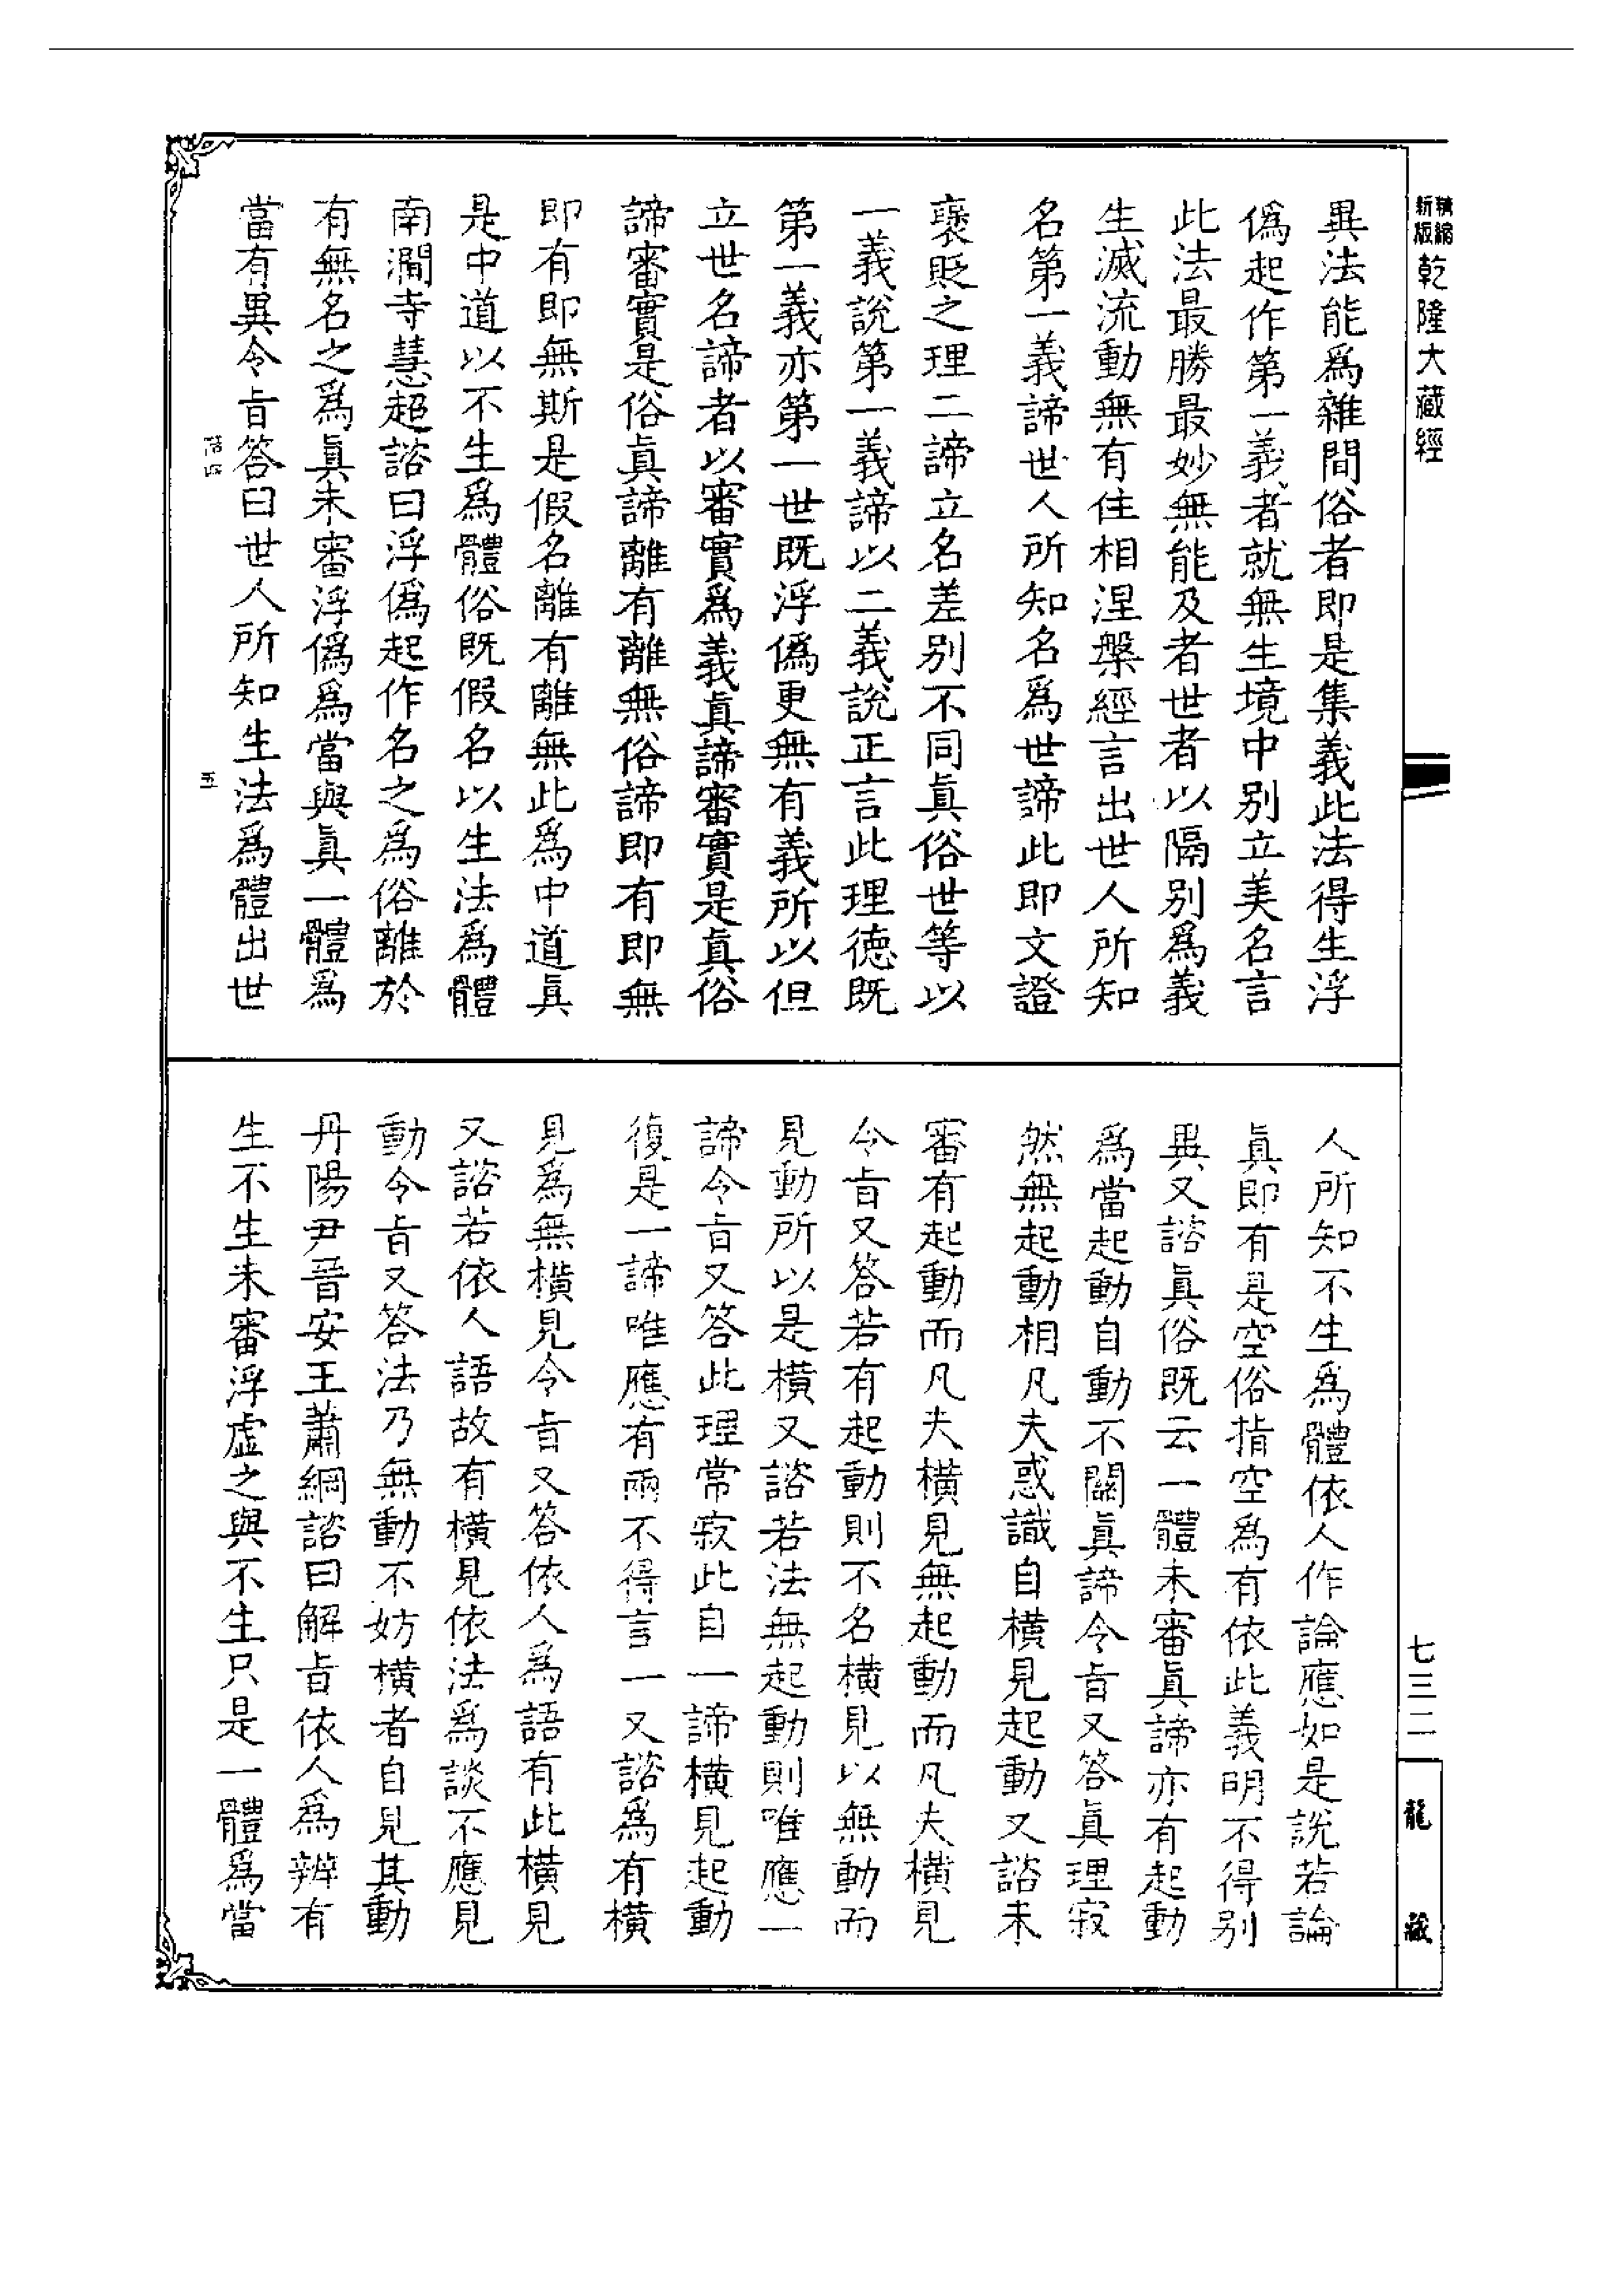 精縮新版乾隆大藏經
異法能爲雜間俗者即是集義此法得生浮
僞起作第一義者就無生境中別立美名言
此法最勝最妙無能及者世者以隔別爲義
生滅流動無有住相涅槃經言出世人所知
名第一義諦世人所知名爲世諦此即文證
褒貶之理二諦立名差別不同眞俗世等以
一義說第一義諦以二義說正言此理德既
第一義亦第一世既浮僞更無有義所以但
立世名諦者以審實爲義眞諦審實是眞俗
諦審實是俗眞諦離有離無俗諦即有即無
即有即無斯是假名離有離無此爲中道眞
是中道以不生爲體俗既假名以生法爲體
南澗寺慧超諮曰浮僞起作名之爲俗離於
有無名之爲眞未審浮僞爲當與眞一體爲
當有異令旨答曰世人所知生法爲體出世
五
人所知不生爲體依人作論應如是說若論
眞即有是空俗指空爲有依此義明不得別
異又諮眞俗既云一體未審眞諦亦有起動
爲當起動自動不關眞諦令旨又答眞理寂
然無起動相凡夫惑識自橫見起動又諮未
審有起動而凡夫橫見無起動而凡夫橫見
令旨又答若有起動則不名橫見以無動而
見動所以是橫又諮若法無起動則唯應一
諦令旨又答此理常寂此自一諦橫見起動
復是一諦唯應有兩不得言一又諮爲有橫
見爲無橫見令旨又答依人爲語有此橫見
又諮若依人語故有橫見依法爲談不應見
動令旨又答法乃無動不妨橫者自見其動
丹陽尹晉安王蕭綱諮曰解旨依人爲辨有
生不生未審浮虛之與不生只是一體爲當
七三二
龍藏